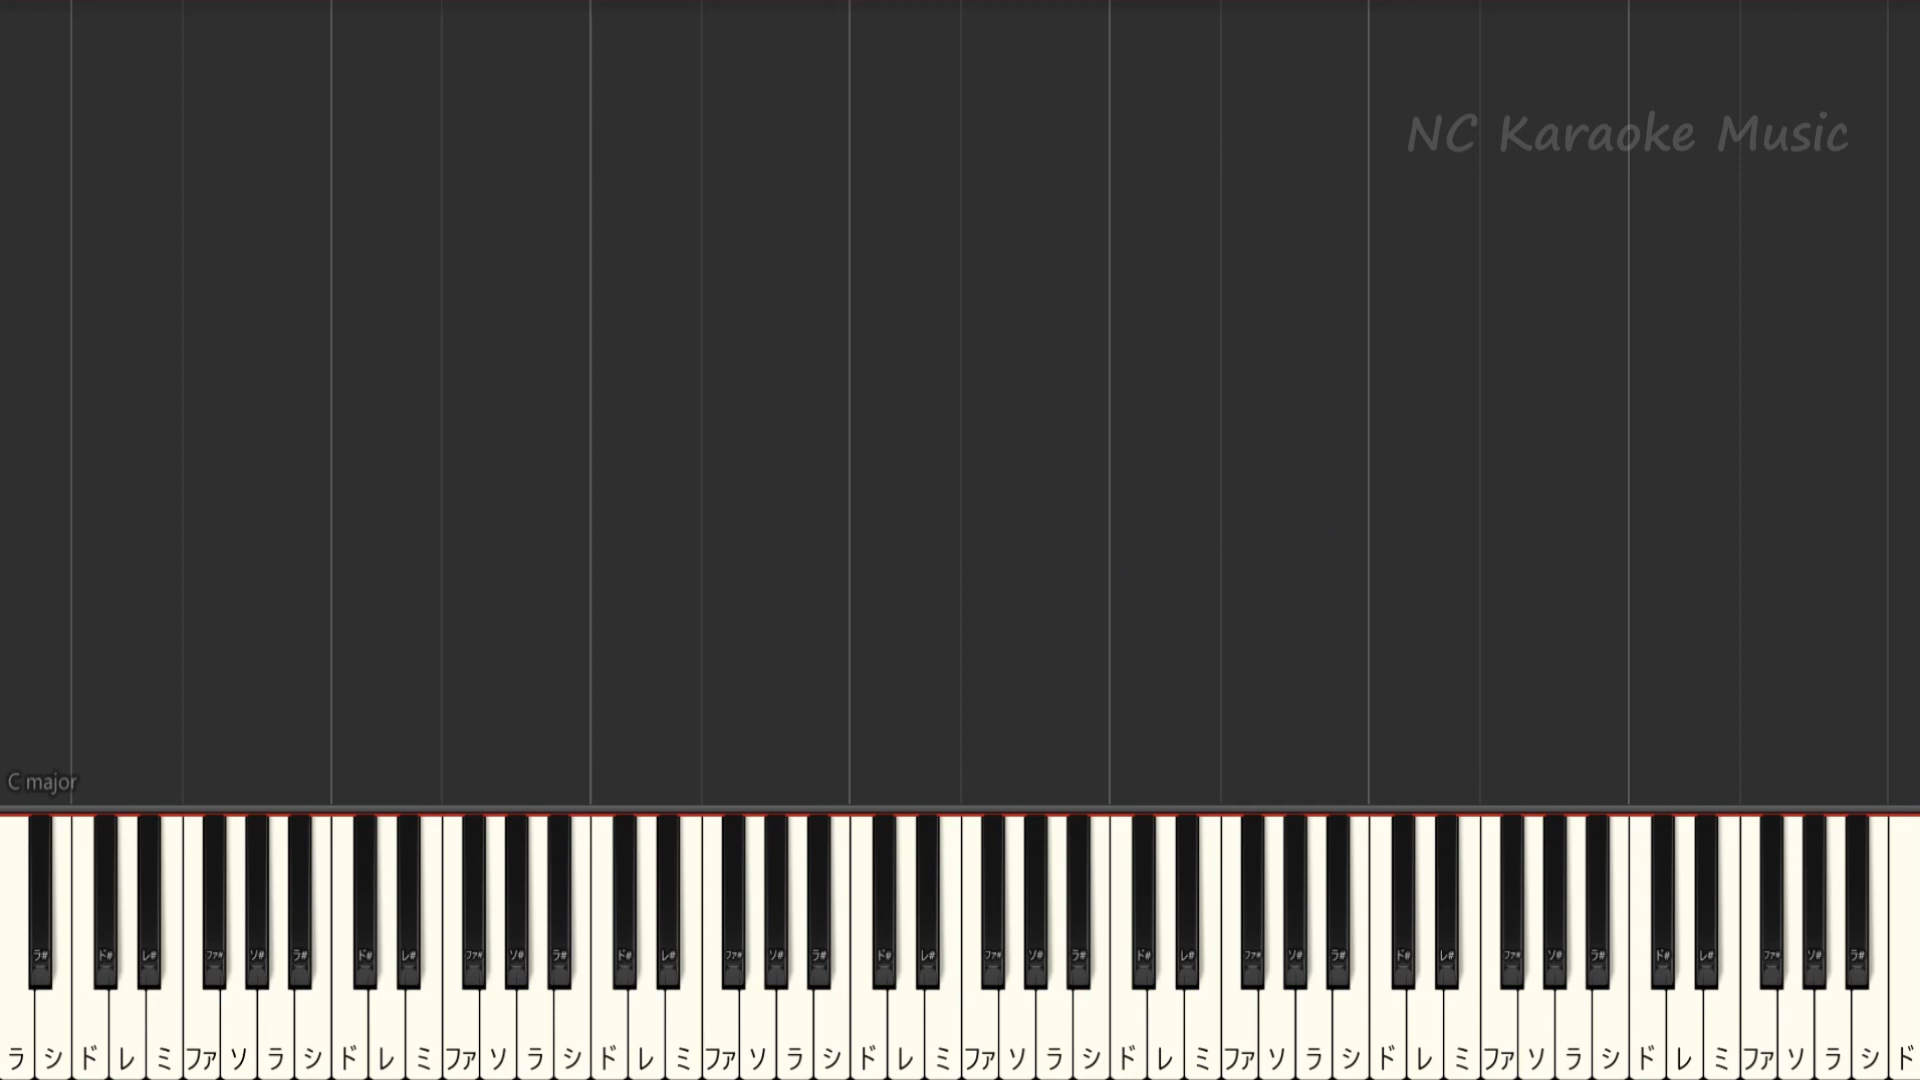 NC Karaoke Music
C major
ラ# ド# レ# ファ# ソ# ラ# ド# レ# ファ# ソ# ラ# ド# レ# ファ# ソ# ラ# ド# レ# ファ# ソ# ラ# ド# レ# ファ# ソ# ラ# ド# レ# ファ# ソ# ラ# ド# レ# ファ# ソ# ラ#
ラ シ ド レ ミ ファ ソ ラ シ ド レ ミ ファ ソ ラ シ ド レ ミ ファ ソ ラ シ ド レ ミ ファ ソ ラ シ ド レ ミ ファ ソ ラ シ ド レ ミ ファ ソ ラ シ ド レ ミ ファ ソ ラ シ ド